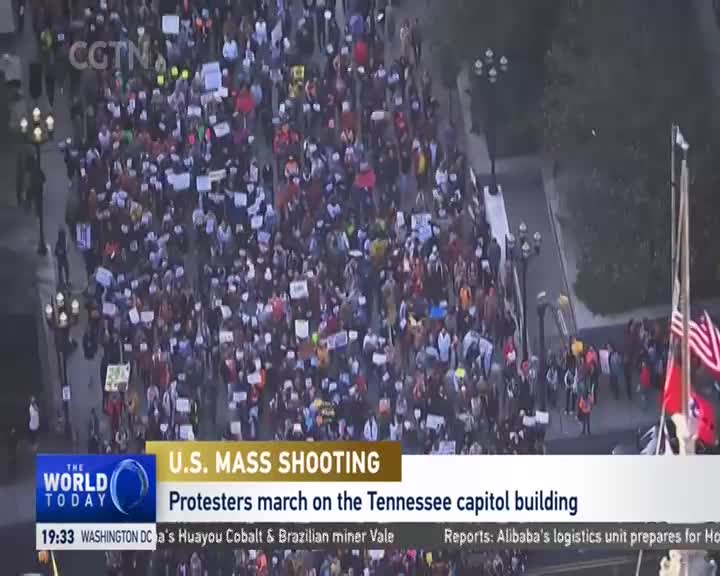 CGTN
U.S. MASS SHOOTING
THE
WORLD
TODAY
Protesters march on the Tennessee capitol building
19:33 WASHINGTON DC
a's Huayou Cobalt & Brazilian miner Vale Reports: Alibaba's logistics unit prepares for Ho